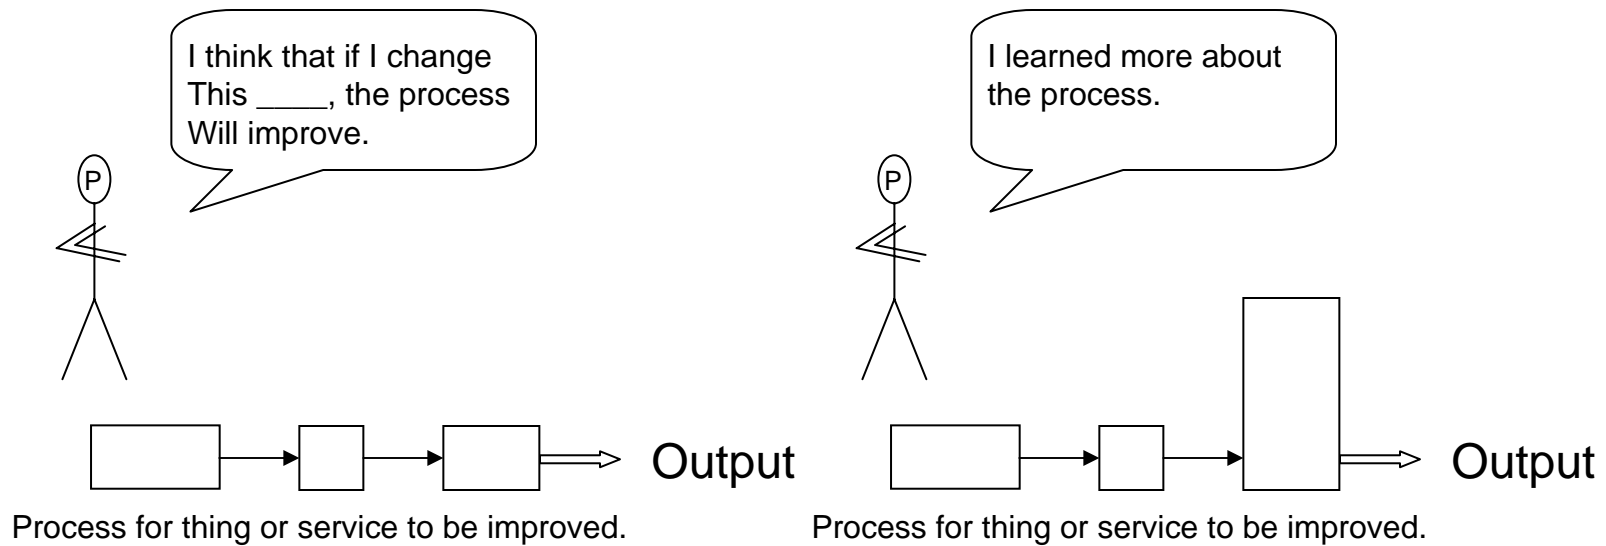 I think that if I change
This ____, the process
Will improve.
P
Output
Process for thing or service to be improved.
I learned more about
the process.
P
Output
Process for thing or service to be improved.